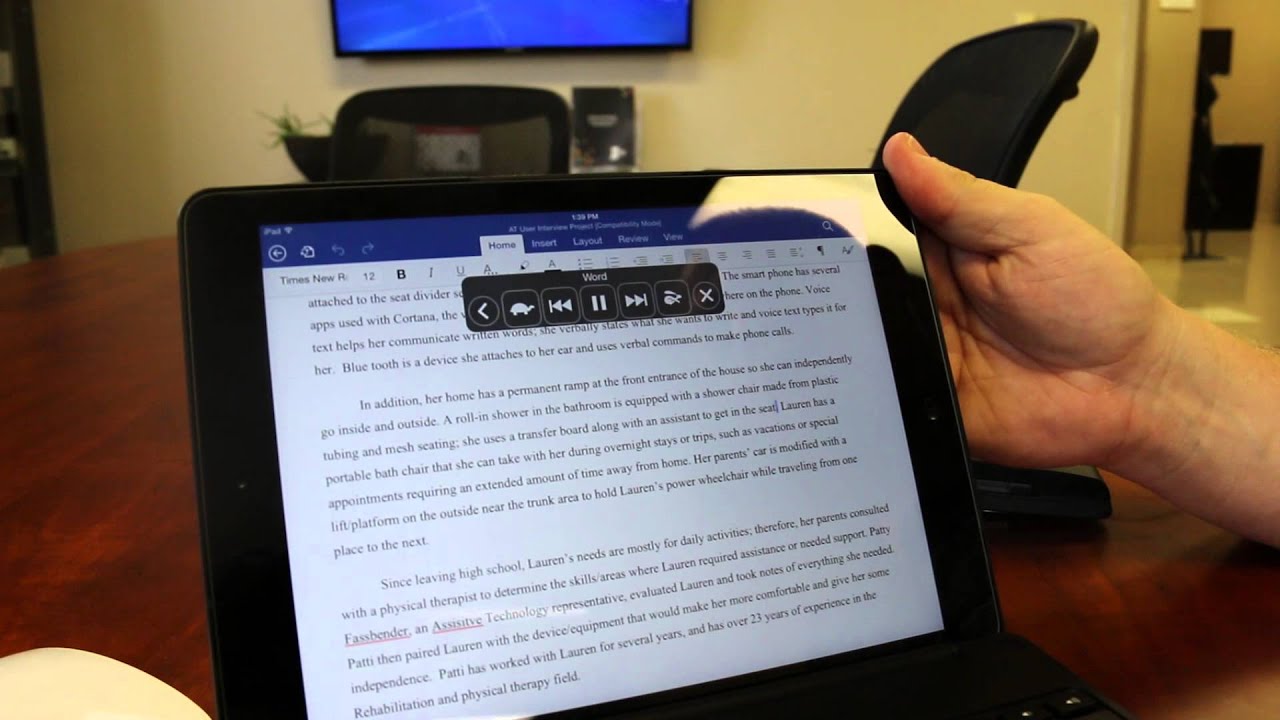 iPad
1:39 PM
AT User Interview Project [Compatibility Mode]
Home Insert Layout Review View
Times New R 12 B I U A A ¶ A
Word
attached to the seat divider so The smart phone has several
apps used with Cortana, the here on the phone. Voice
text helps her communicate written words; she verbally states what she wants to write and voice text types it for
her. Blue tooth is a device she attaches to her ear and uses verbal commands to make phone calls.
In addition, her home has a permanent ramp at the front entrance of the house so she can independently
go inside and outside. A roll-in shower in the bathroom is equipped with a shower chair made from plastic
tubing and mesh seating; she uses a transfer board along with an assistant to get in the seat. Lauren has a
portable bath chair that she can take with her during overnight stays or trips, such as vacations or special
appointments requiring an extended amount of time away from home. Her parents' car is modified with a
lift/platform on the outside near the trunk area to hold Lauren's power wheelchair while traveling from one
place to the next.
Since leaving high school, Lauren's needs are mostly for daily activities; therefore, her parents consulted
with a physical therapist to determine the skills/areas where Lauren required assistance or needed support. Patty
Fassbender, an Assisitve Technology representative, evaluated Lauren and took notes of everything she needed.
Patti then paired Lauren with the device/equipment that would make her more comfortable and give her some
independence. Patti has worked with Lauren for several years, and has over 23 years of experience in the
Rehabilitation and physical therapy field.